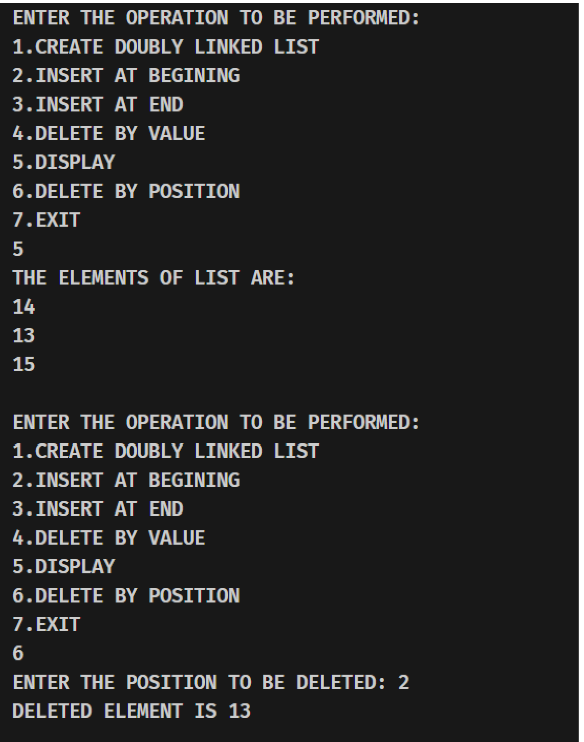 ENTER THE OPERATION TO BE PERFORMED:
1.CREATE DOUBLY LINKED LIST
2.INSERT AT BEGINING
3.INSERT AT END
4.DELETE BY VALUE
5.DISPLAY
6.DELETE BY POSITION
7.EXIT
5
THE ELEMENTS OF LIST ARE:
14
13
15

ENTER THE OPERATION TO BE PERFORMED:
1.CREATE DOUBLY LINKED LIST
2.INSERT AT BEGINING
3.INSERT AT END
4.DELETE BY VALUE
5.DISPLAY
6.DELETE BY POSITION
7.EXIT
6
ENTER THE POSITION TO BE DELETED: 2
DELETED ELEMENT IS 13